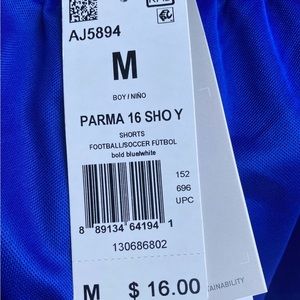 AJ5894
M
BOY / NIÑO
PARMA 16 SHO Y
SHORTS
FOOTBALL/SOCCER FÚTBOL
bold blue/white
152
696
UPC
8 89134 64194 1
130686802
M $ 16.00